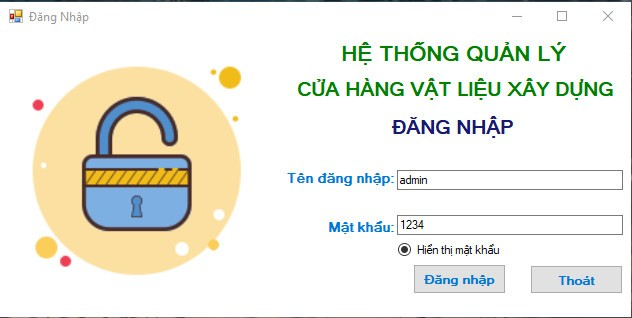 Đăng Nhập
HỆ THỐNG QUẢN LÝ
CỬA HÀNG VẬT LIỆU XÂY DỰNG
ĐĂNG NHẬP
Tên đăng nhập: admin
Mật khẩu: 1234
Hiển thị mật khẩu
Đăng nhập Thoát